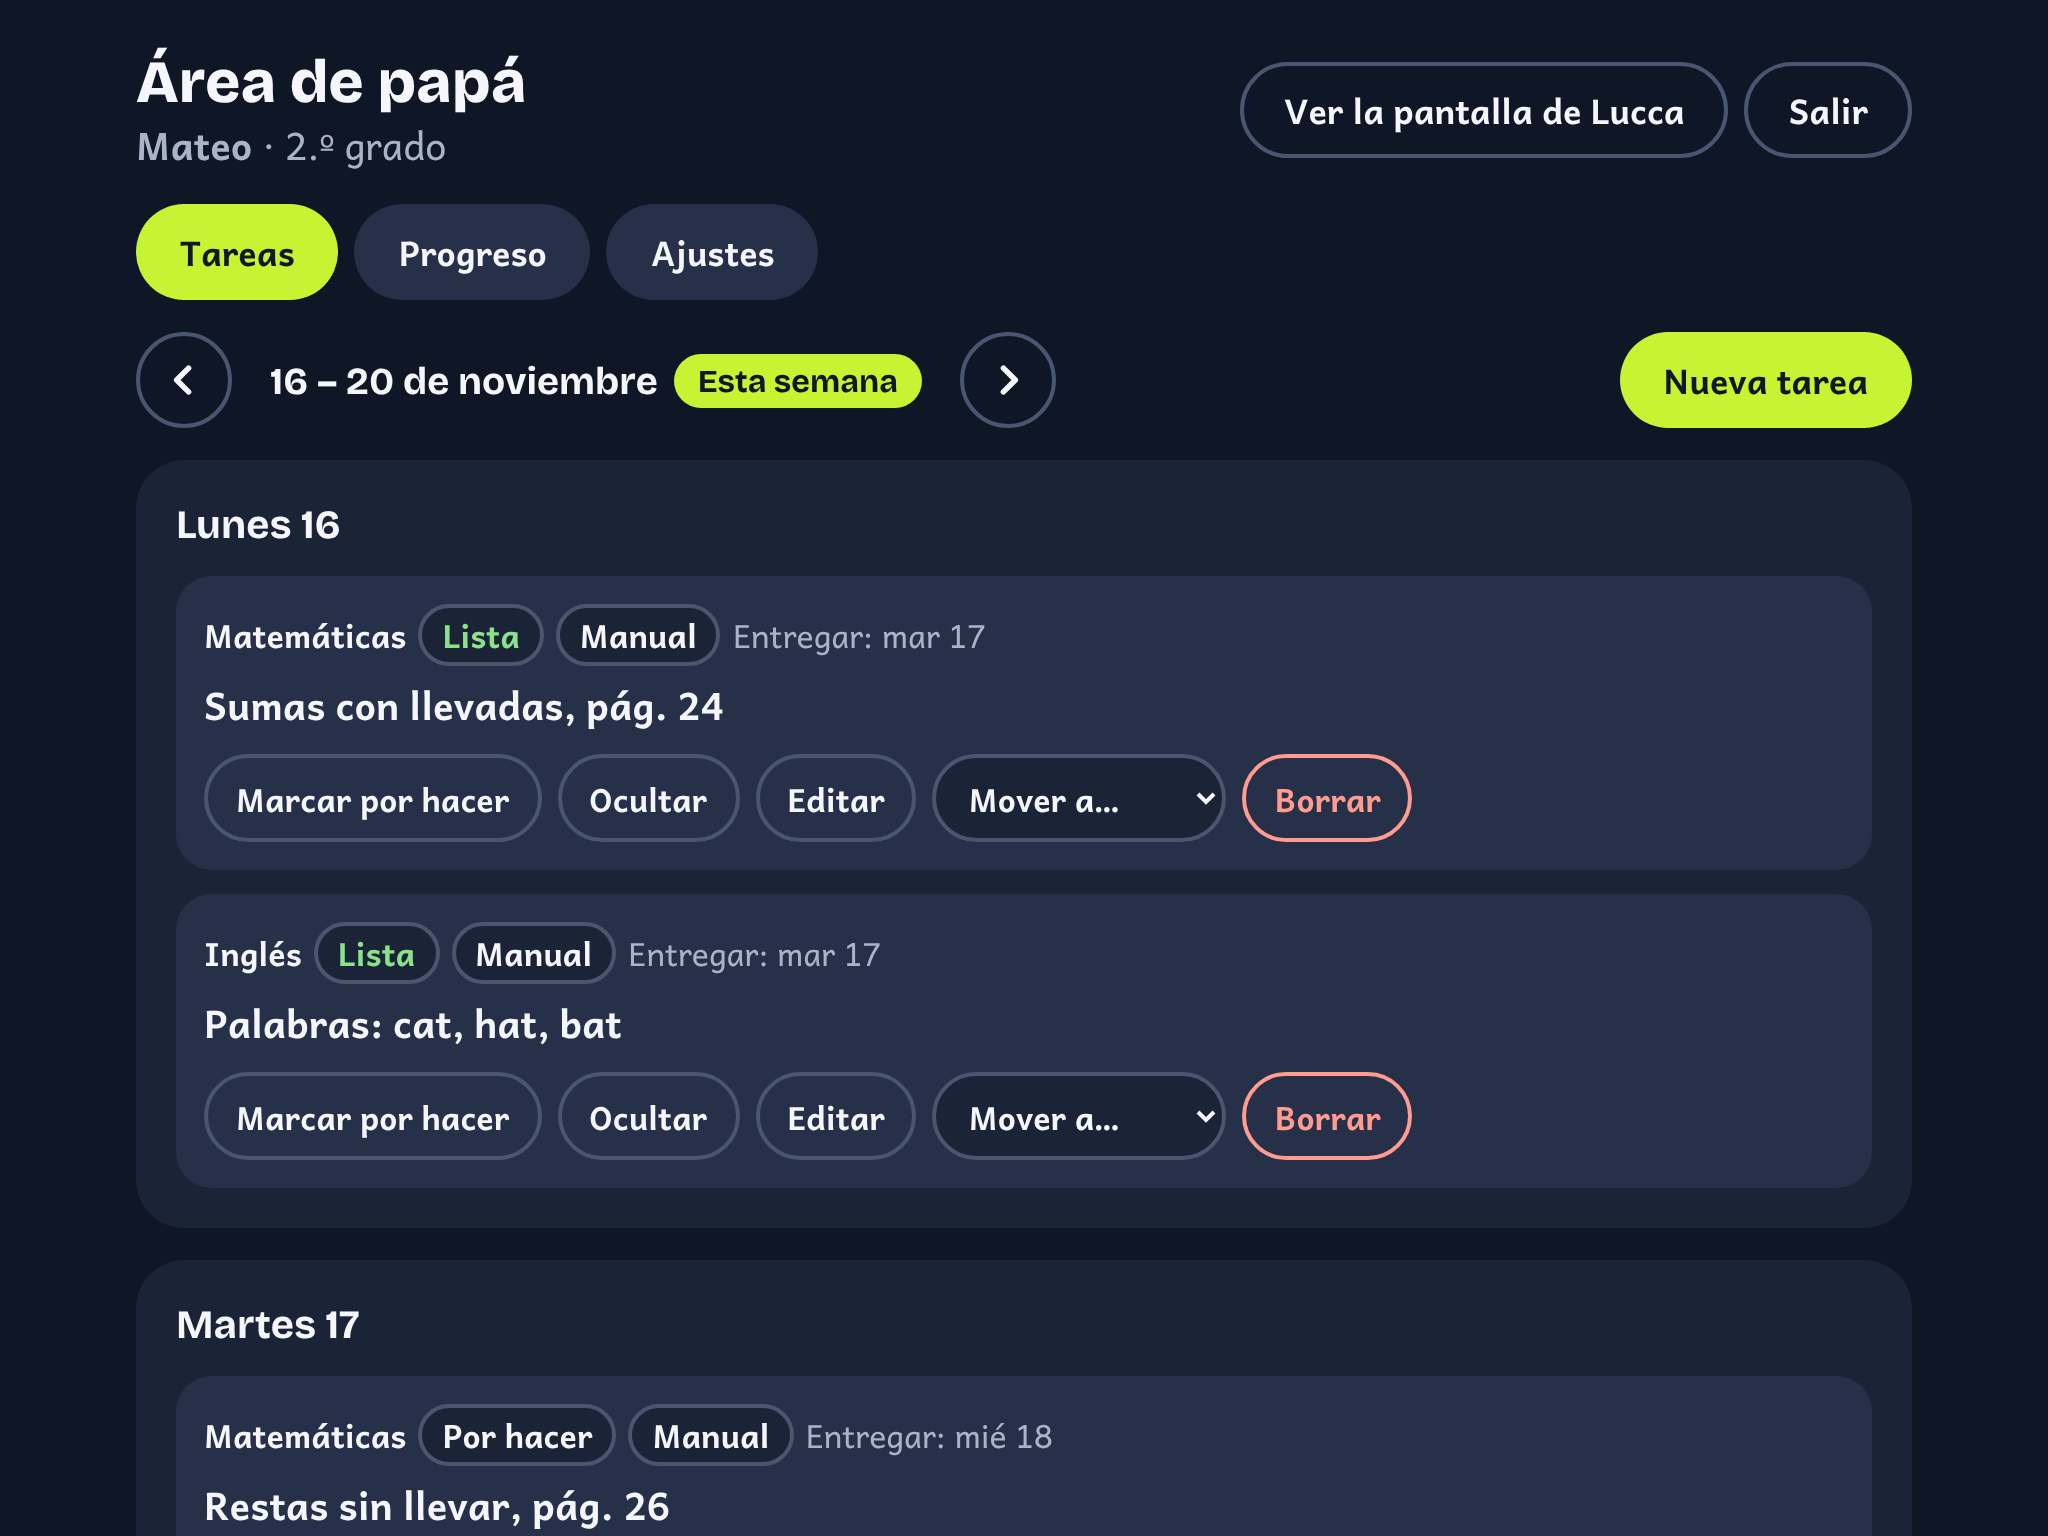 Área de papá
Mateo · 2.º grado
Ver la pantalla de Lucca
Salir
Tareas
Progreso
Ajustes
16 – 20 de noviembre
Esta semana
Nueva tarea
Lunes 16
Matemáticas Lista Manual Entregar: mar 17
Sumas con llevadas, pág. 24
Marcar por hacer Ocultar Editar Mover a... Borrar
Inglés Lista Manual Entregar: mar 17
Palabras: cat, hat, bat
Marcar por hacer Ocultar Editar Mover a... Borrar
Martes 17
Matemáticas Por hacer Manual Entregar: mié 18
Restas sin llevar, pág. 26